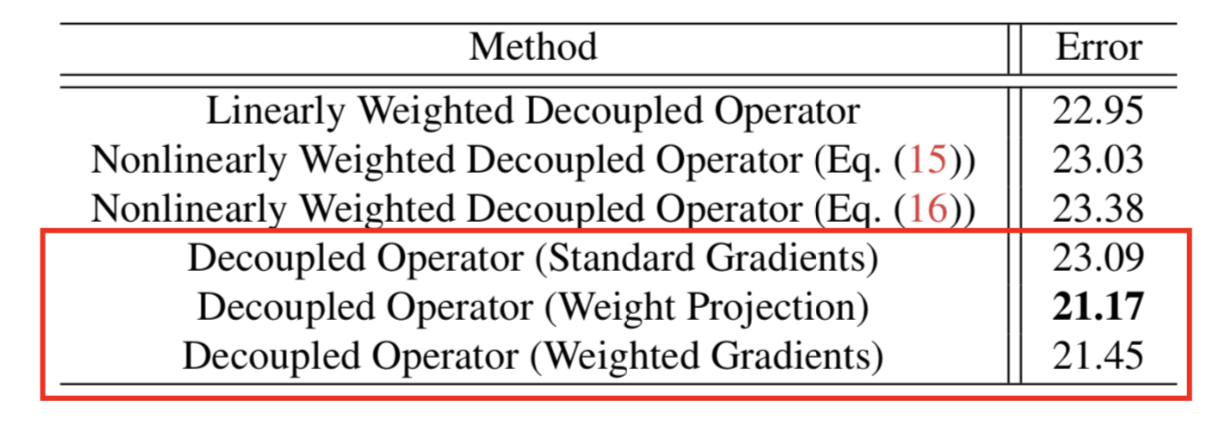 Method Error
Linearly Weighted Decoupled Operator 22.95
Nonlinearly Weighted Decoupled Operator (Eq. (15)) 23.03
Nonlinearly Weighted Decoupled Operator (Eq. (16)) 23.38
Decoupled Operator (Standard Gradients) 23.09
Decoupled Operator (Weight Projection) 21.17
Decoupled Operator (Weighted Gradients) 21.45